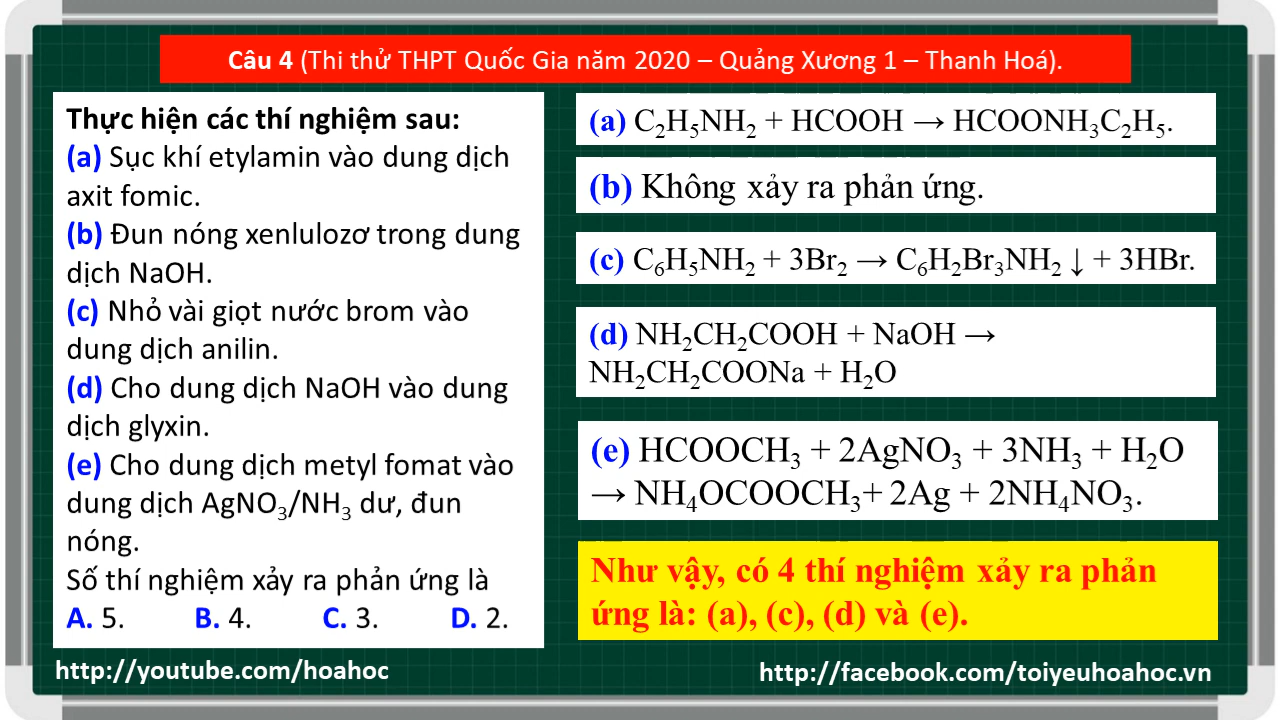 Câu 4 (Thi thử THPT Quốc Gia năm 2020 – Quảng Xương 1 – Thanh Hoá).
Thực hiện các thí nghiệm sau:
(a) Sục khí etylamin vào dung dịch
axit fomic.
(b) Đun nóng xenlulozơ trong dung
dịch NaOH.
(c) Nhỏ vài giọt nước brom vào
dung dịch anilin.
(d) Cho dung dịch NaOH vào dung
dịch glyxin.
(e) Cho dung dịch metyl fomat vào
dung dịch AgNO₃/NH₃ dư, đun
nóng.
Số thí nghiệm xảy ra phản ứng là
A. 5. B. 4. C. 3. D. 2.
(a) C₂H₅NH₂ + HCOOH → HCOONH₃C₂H₅.
(b) Không xảy ra phản ứng.
(c) C₆H₅NH₂ + 3Br₂ → C₆H₂Br₃NH₂ ↓ + 3HBr.
(d) NH₂CH₂COOH + NaOH →
NH₂CH₂COONa + H₂O
(e) HCOOCH₃ + 2AgNO₃ + 3NH₃ + H₂O
→ NH₄OCOOCH₃+ 2Ag + 2NH₄NO₃.
Như vậy, có 4 thí nghiệm xảy ra phản
ứng là: (a), (c), (d) và (e).
http://youtube.com/hoahoc
http://facebook.com/toiyeuhoahoc.vn